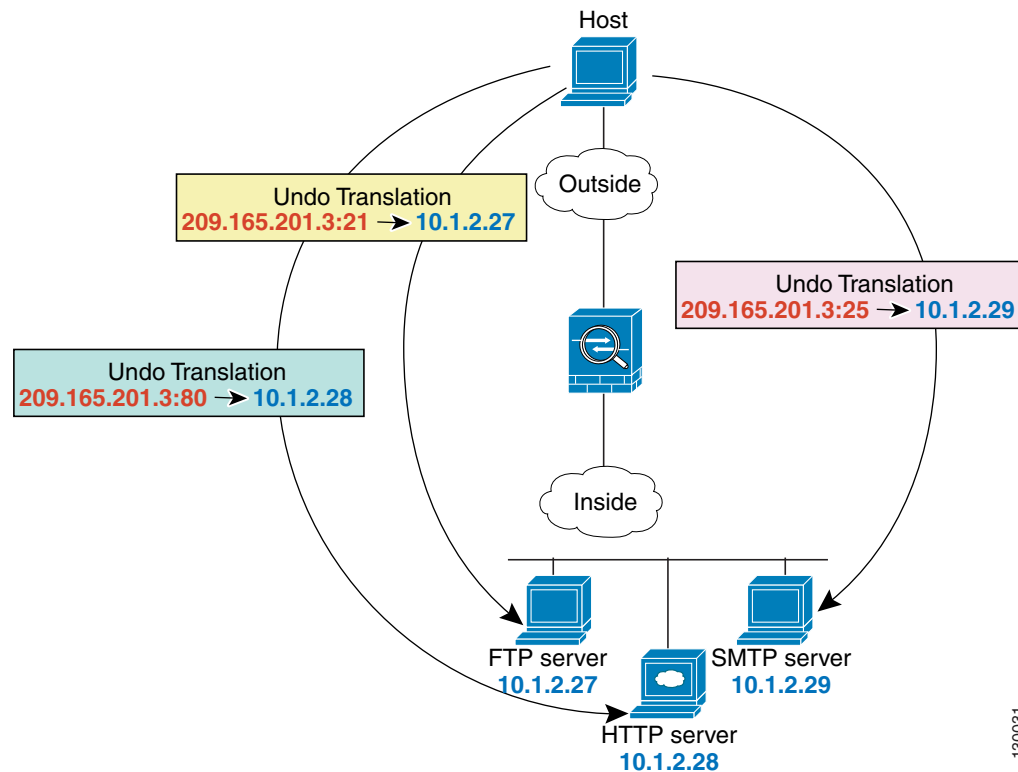 Host
Outside
Undo Translation
209.165.201.3:21 → 10.1.2.27
Undo Translation
209.165.201.3:25 → 10.1.2.29
Undo Translation
209.165.201.3:80 → 10.1.2.28
Inside
FTP server
10.1.2.27
SMTP server
10.1.2.29
HTTP server
10.1.2.28
130031